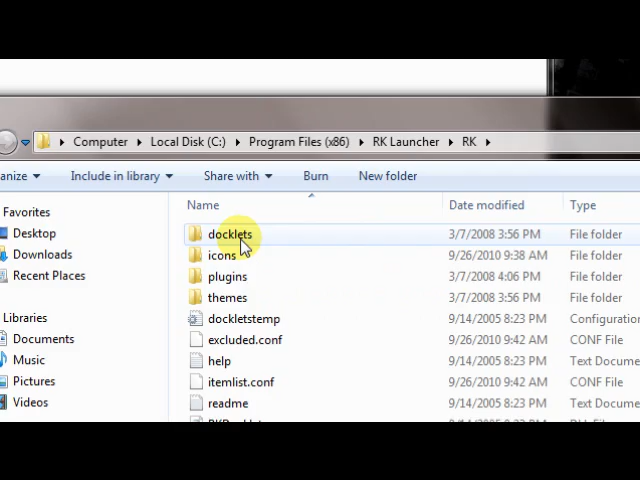 Computer Local Disk (C:) Program Files (x86) RK Launcher RK
anize Include in library Share with Burn New folder
Name Date modified Type
Favorites
Desktop
Downloads
Recent Places
Libraries
Documents
Music
Pictures
Videos
docklets 3/7/2008 3:56 PM File folder
icons 9/26/2010 9:38 AM File folder
plugins 3/7/2008 4:06 PM File folder
themes 3/7/2008 3:56 PM File folder
docketstemp 9/14/2005 8:23 PM Configuratio
excluded.conf 9/26/2010 9:42 AM CONF File
help 9/14/2005 8:23 PM Text Docume
itemlist.conf 9/26/2010 9:42 AM CONF File
readme 9/14/2005 8:23 PM Text Docume